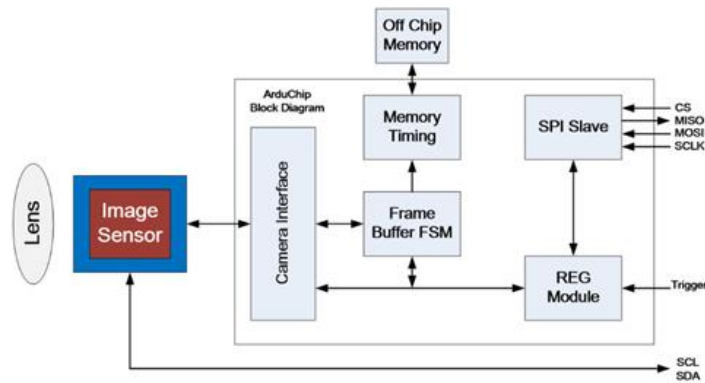 Off Chip
Memory
ArduChip
Block Diagram
Memory
Timing
SPI Slave
CS
MISO
MOSI
SCLK
Lens
Image
Sensor
Camera Interface
Frame
Buffer FSM
REG
Module
Trigger
SCL
SDA